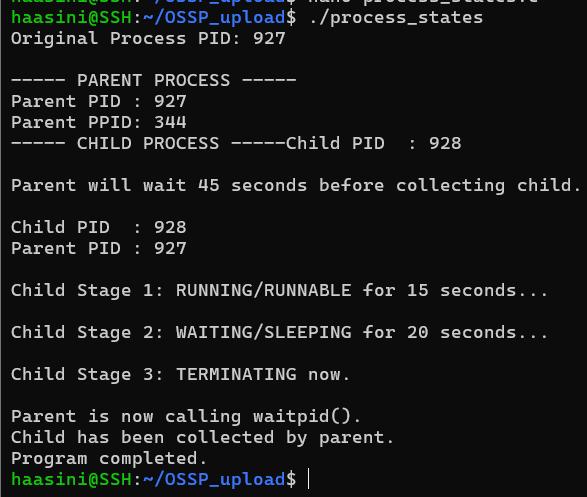 haasini@SSH:~/OSSP_upload$ nano process_states.c
haasini@SSH:~/OSSP_upload$ ./process_states
Original Process PID: 927
----- PARENT PROCESS -----
Parent PID : 927
Parent PPID: 344
----- CHILD PROCESS -----Child PID  : 928
Parent will wait 45 seconds before collecting child.
Child PID  : 928
Parent PID : 927
Child Stage 1: RUNNING/RUNNABLE for 15 seconds...
Child Stage 2: WAITING/SLEEPING for 20 seconds...
Child Stage 3: TERMINATING now.
Parent is now calling waitpid().
Child has been collected by parent.
Program completed.
haasini@SSH:~/OSSP_upload$